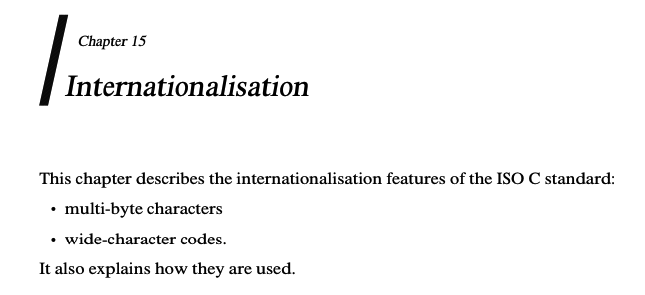 Chapter 15
Internationalisation
This chapter describes the internationalisation features of the ISO C standard:
• multi-byte characters
• wide-character codes.
It also explains how they are used.